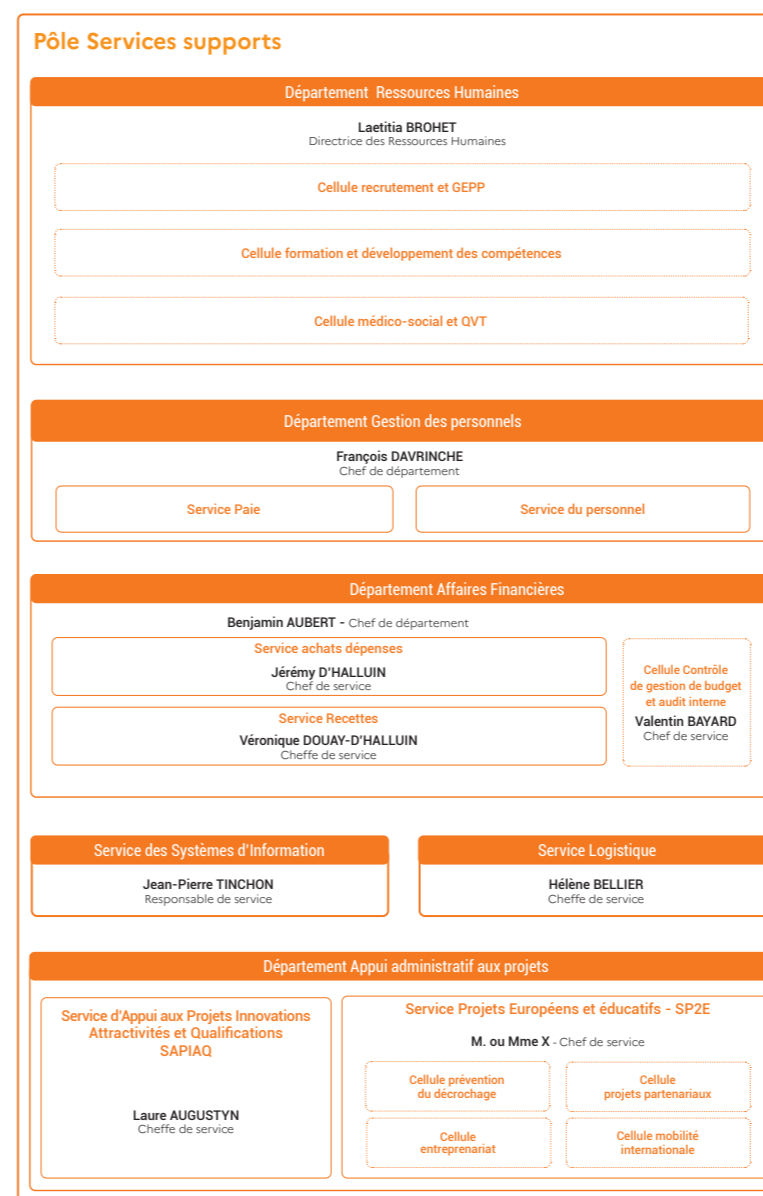 Pôle Services supports
Département Ressources Humaines
Laetitia BROHET
Directrice des Ressources Humaines
Cellule recrutement et GEPP
Cellule formation et développement des compétences
Cellule médico-social et QVT
Département Gestion des personnels
François DAVRINCHE
Chef de département
Service Paie
Service du personnel
Département Affaires Financières
Benjamin AUBERT - Chef de département
Service achats dépenses
Jérémy D'HALLUIN
Chef de service
Service Recettes
Véronique DOUAY-D'HALLUIN
Cheffe de service
Cellule Contrôle
de gestion de budget
et audit interne
Valentin BAYARD
Chef de service
Service des Systèmes d'Information
Jean-Pierre TINCHON
Responsable de service
Service Logistique
Hélène BELLIER
Cheffe de service
Département Appui administratif aux projets
Service d'Appui aux Projets Innovations
Attractivités et Qualifications
SAPIAQ
Laure AUGUSTYN
Cheffe de service
Service Projets Européens et éducatifs - SP2E
M. ou Mme X - Chef de service
Cellule prévention
du décrochage
Cellule
projets partenariaux
Cellule
entreprenariat
Cellule mobilité
internationale